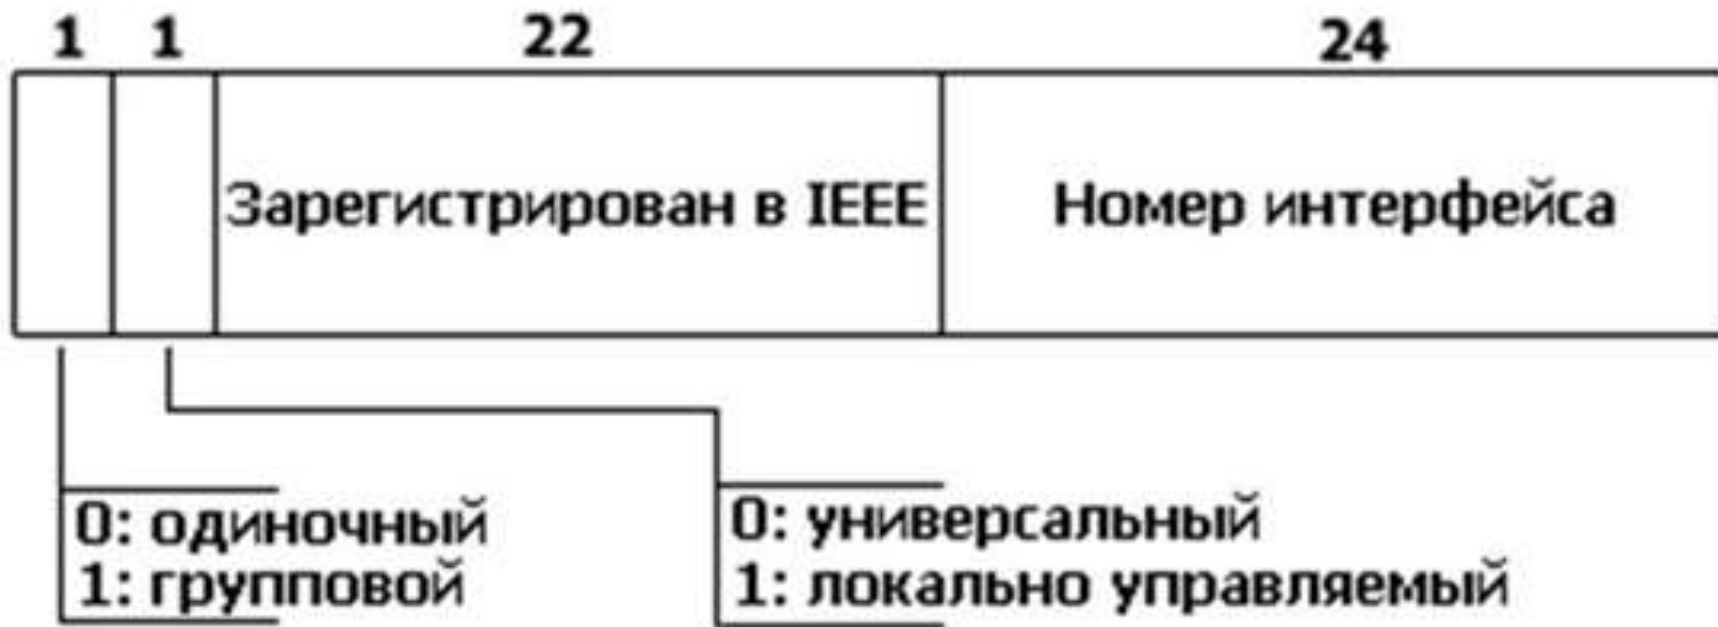 1 1 22 24
Зарегистрирован в IEEE Номер интерфейса
0: одиночный 0: универсальный
1: групповой 1: локально управляемый